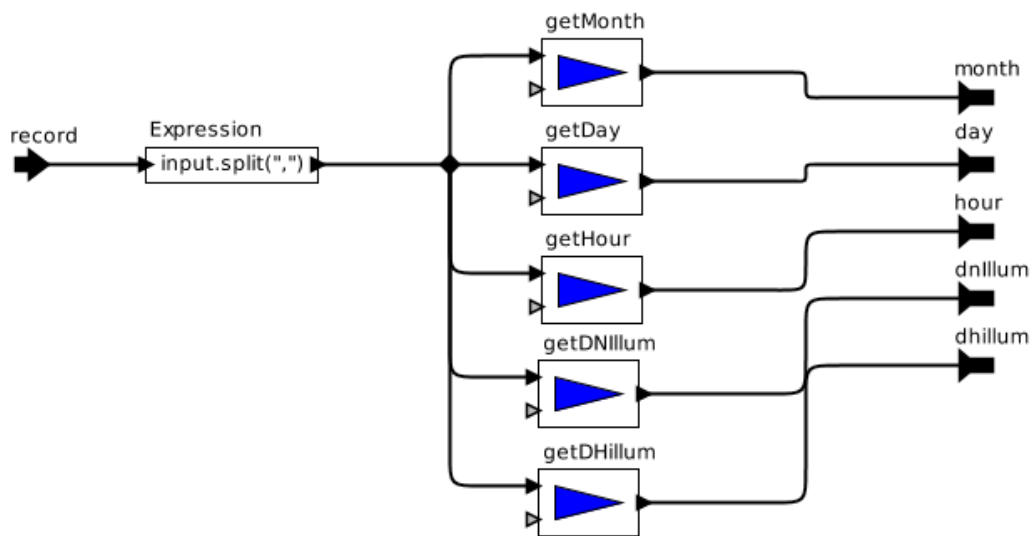 getMonth
month
record
Expression
input.split(",")
getDay
day
getHour
hour
dnIllum
getDNIllum
dhillum
getDHillum